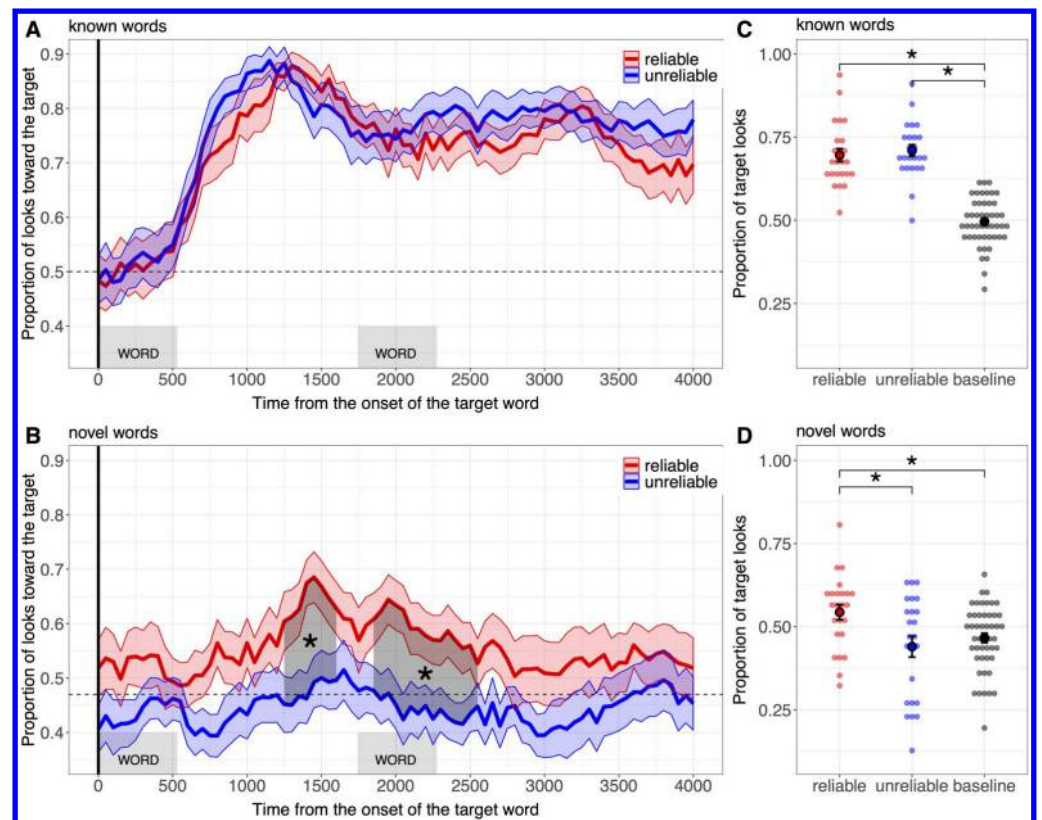 A
known words
0.9
0.8
0.7
0.6
0.5
0.4
Proportion of looks toward the target
reliable
unreliable
WORD
WORD
0 500 1000 1500 2000 2500 3000 3500 4000
Time from the onset of the target word
C
known words
1.00
0.75
0.50
0.25
Proportion of target looks
*
*
reliable unreliable baseline
B
novel words
0.9
0.8
0.7
0.6
0.5
0.4
Proportion of looks toward the target
reliable
unreliable
*
*
WORD
WORD
0 500 1000 1500 2000 2500 3000 3500 4000
Time from the onset of the target word
D
novel words
1.00
0.75
0.50
0.25
Proportion of target looks
*
*
reliable unreliable baseline